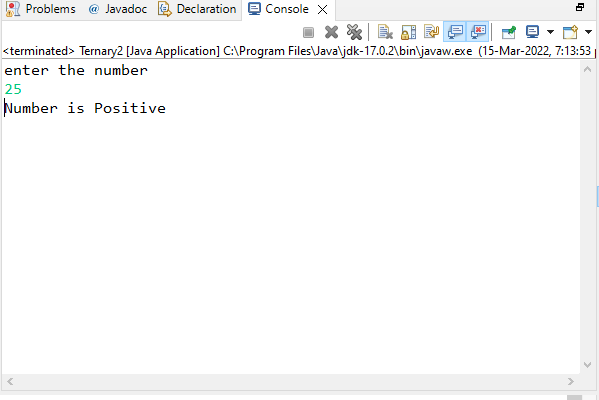 Problems @ Javadoc Declaration Console
<terminated> Ternary2 [Java Application] C:\Program Files\Java\jdk-17.0.2\bin\javaw.exe (15-Mar-2022, 7:13:53 p
enter the number
25
Number is Positive